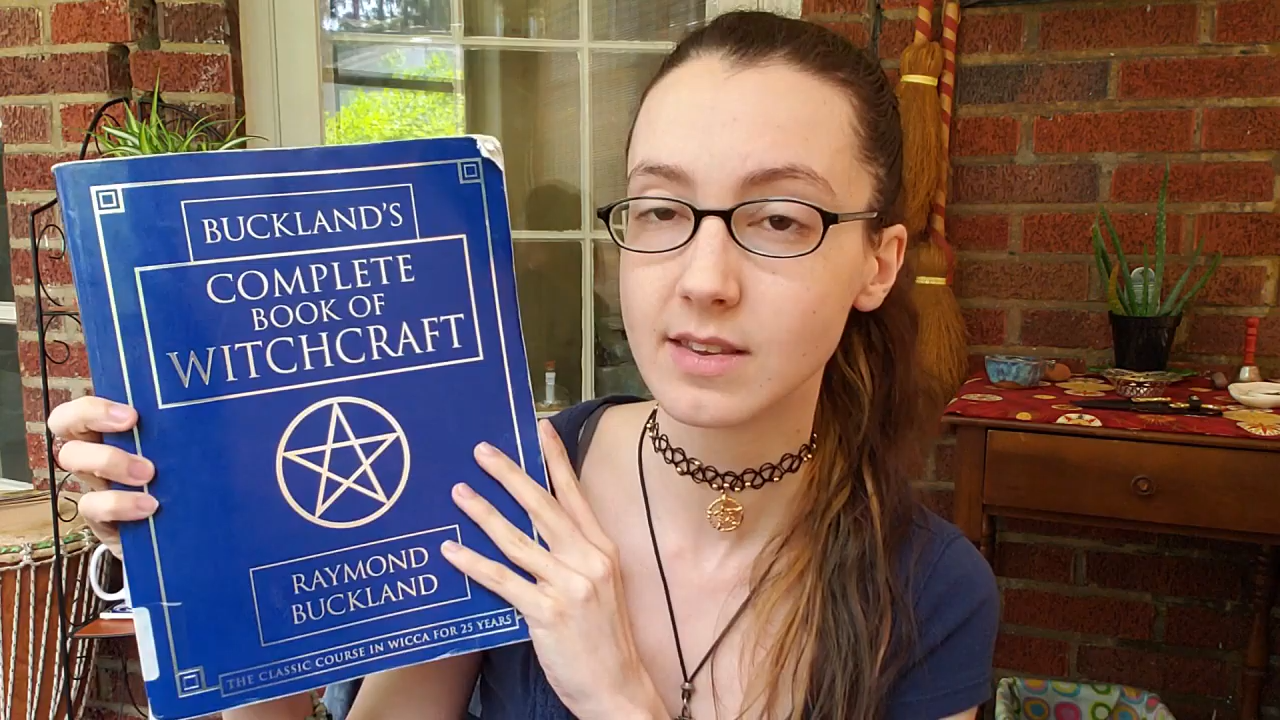 BUCKLAND'S
COMPLETE
BOOK OF
WITCHCRAFT
RAYMOND
BUCKLAND
THE CLASSIC COURSE IN WICCA FOR 25 YEARS